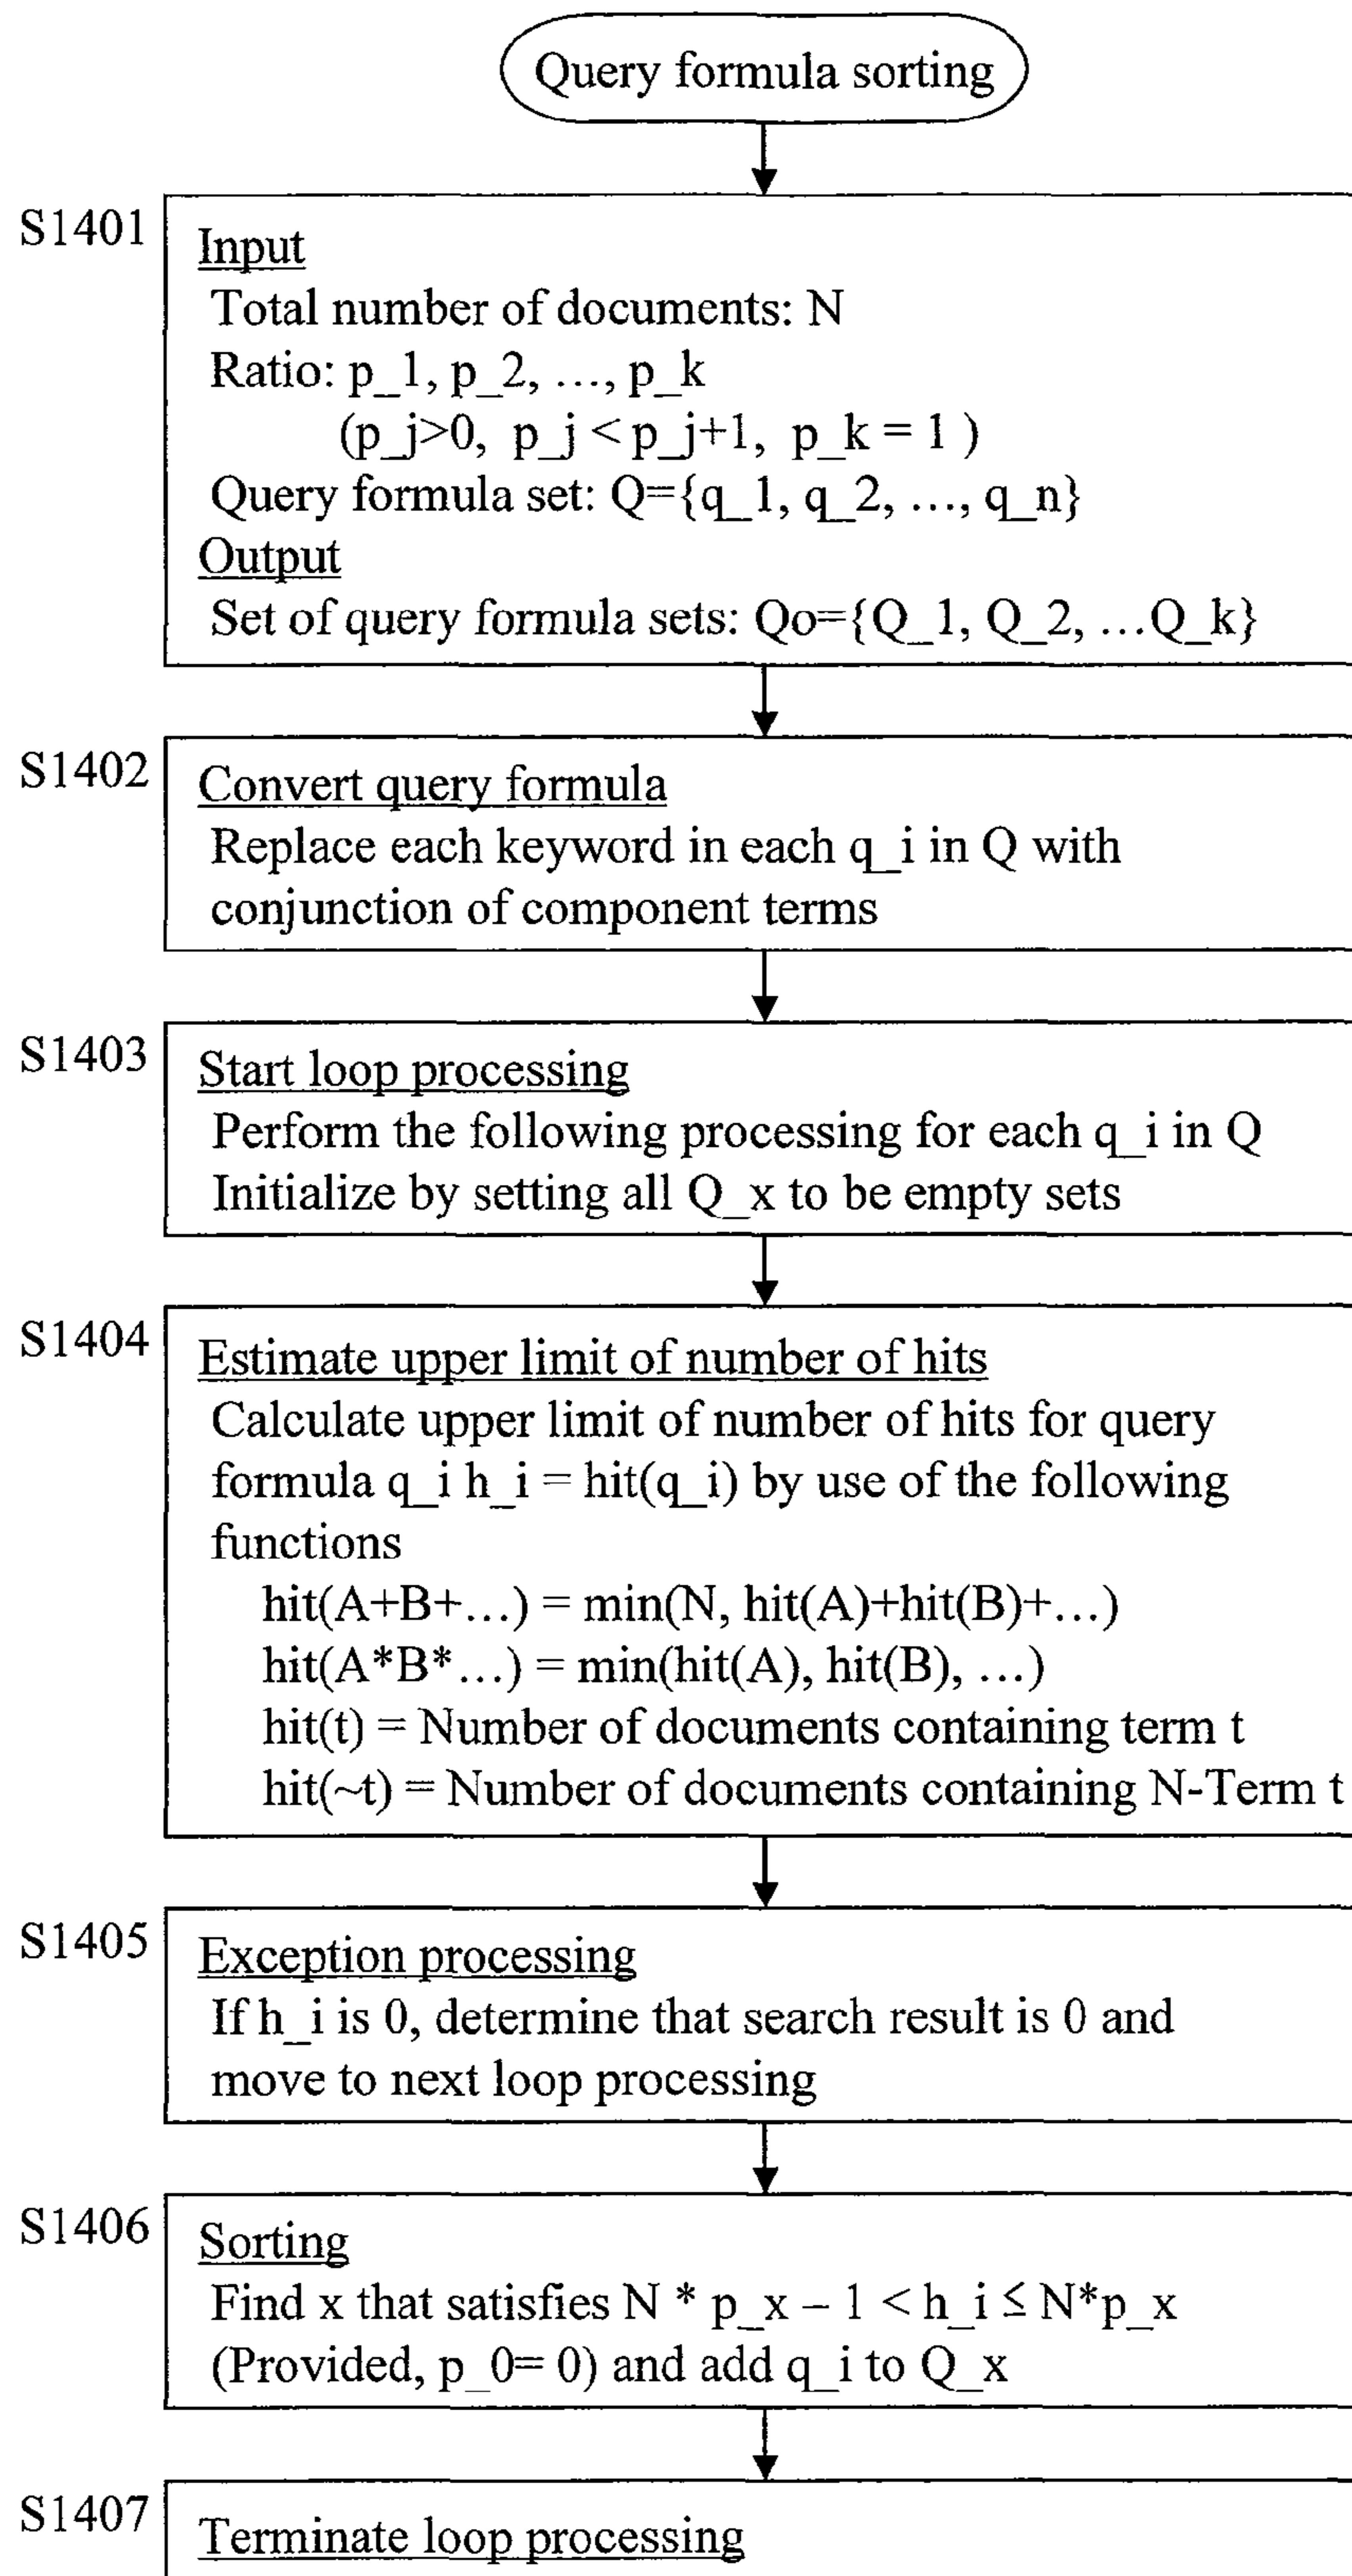 Query formula sorting
S1401
Input
Total number of documents: N
Ratio: p_1, p_2, ..., p_k
(p_j>0, p_j < p_j+1, p_k = 1 )
Query formula set: Q={q_1, q_2, ..., q_n}
Output
Set of query formula sets: Qo={Q_1, Q_2, ...Q_k}
S1402
Convert query formula
Replace each keyword in each q_i in Q with
conjunction of component terms
S1403
Start loop processing
Perform the following processing for each q_i in Q
Initialize by setting all Q_x to be empty sets
S1404
Estimate upper limit of number of hits
Calculate upper limit of number of hits for query
formula q_i h_i = hit(q_i) by use of the following
functions
hit(A+B+...) = min(N, hit(A)+hit(B)+...)
hit(A*B*...) = min(hit(A), hit(B), ...)
hit(t) = Number of documents containing term t
hit(~t) = Number of documents containing N-Term t
S1405
Exception processing
If h_i is 0, determine that search result is 0 and
move to next loop processing
S1406
Sorting
Find x that satisfies N * p_x – 1 < h_i ≤ N*p_x
(Provided, p_0= 0) and add q_i to Q_x
S1407
Terminate loop processing